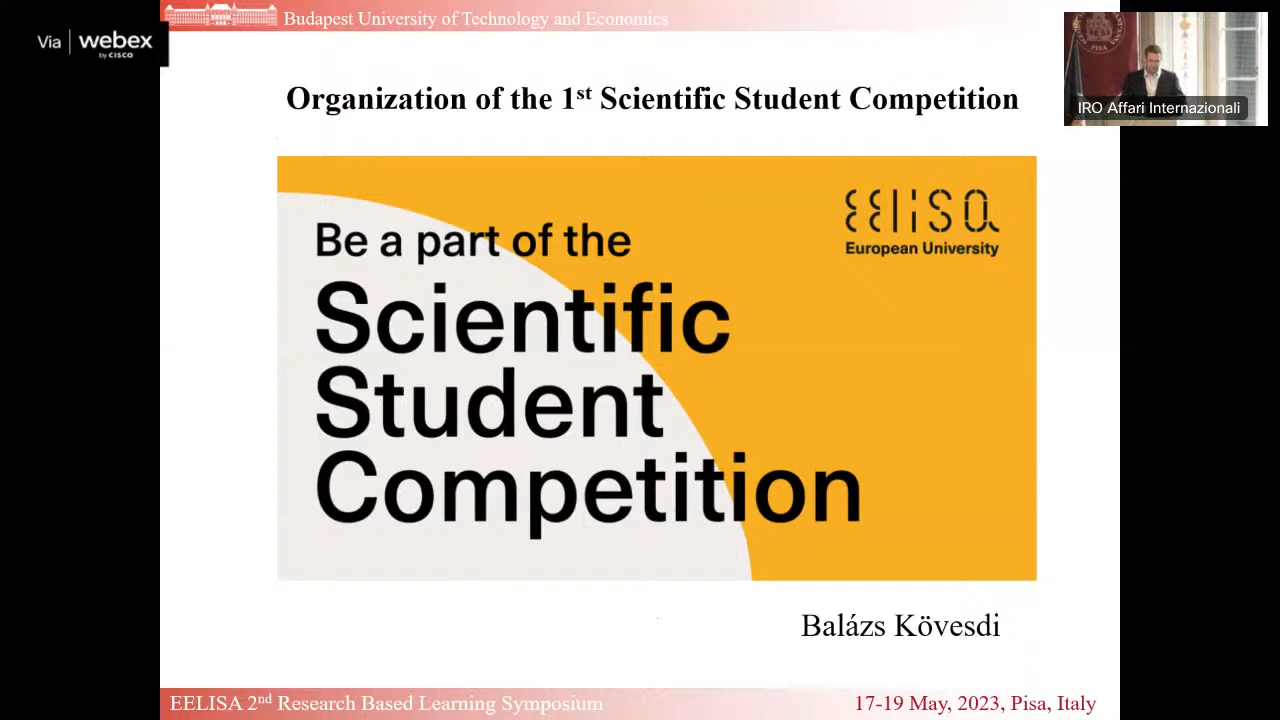 Budapest University of Technology and Economics
Via | webex
by CISCO
PISA
IRO Affari Internazionali
Organization of the 1st Scientific Student Competition
Be a part of the
Scientific
Student
Competition
eelisa
European University
Balázs Kövesdi
EELISA 2nd Research Based Learning Symposium
17-19 May, 2023, Pisa, Italy